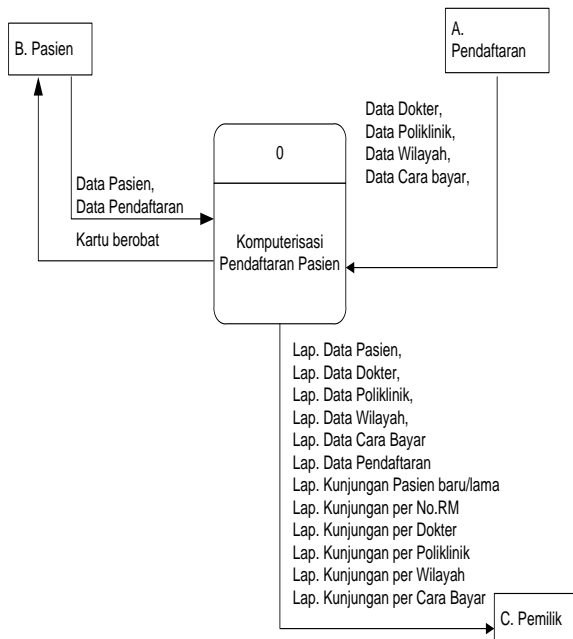 B. Pasien
A.
Pendaftaran
Data Dokter,
Data Poliklinik,
Data Wilayah,
Data Cara bayar,
0
Data Pasien,
Data Pendaftaran
Kartu berobat
Komputerisasi
Pendaftaran Pasien
Lap. Data Pasien,
Lap. Data Dokter,
Lap. Data Poliklinik,
Lap. Data Wilayah,
Lap. Data Cara Bayar
Lap. Data Pendaftaran
Lap. Kunjungan Pasien baru/lama
Lap. Kunjungan per No.RM
Lap. Kunjungan per Dokter
Lap. Kunjungan per Poliklinik
Lap. Kunjungan per Wilayah
Lap. Kunjungan per Cara Bayar
C. Pemilik